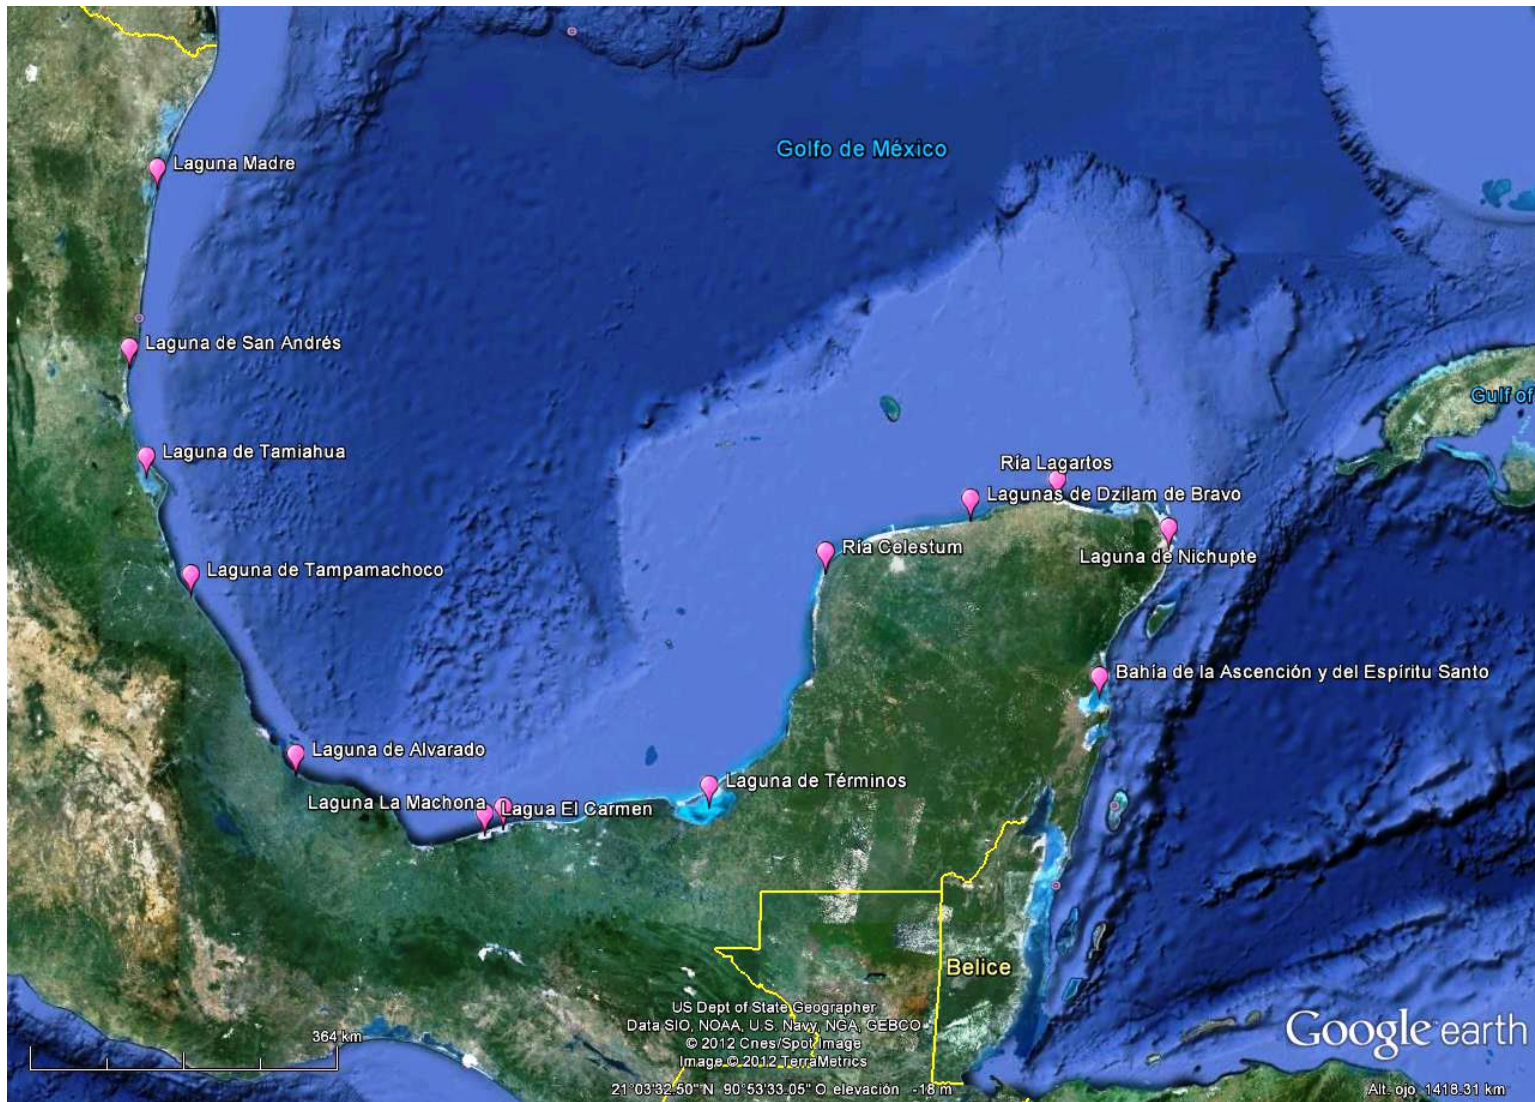 Golfo de México
Laguna Madre
Laguna de San Andrés
Gulf of
Laguna de Tamiahua
Ría Lagartos
Lagunas de Dzilam de Bravo
Ría Celestum
Laguna de Nichupte
Laguna de Tampamachoco
Bahía de la Ascención y del Espíritu Santo
Laguna de Alvarado
Laguna de Términos
Laguna La Machona
Lagua El Carmen
Belice
US Dept of State Geographer
Data SIO, NOAA, U.S. Navy, NGA, GEBCO
© 2012 Cnes/Spot Image
Image © 2012 TerraMetrics
Google earth
364 km
21°03'32.50" N 90°53'33.05" O elevación -18 m
Alt. ojo 1418.31 km